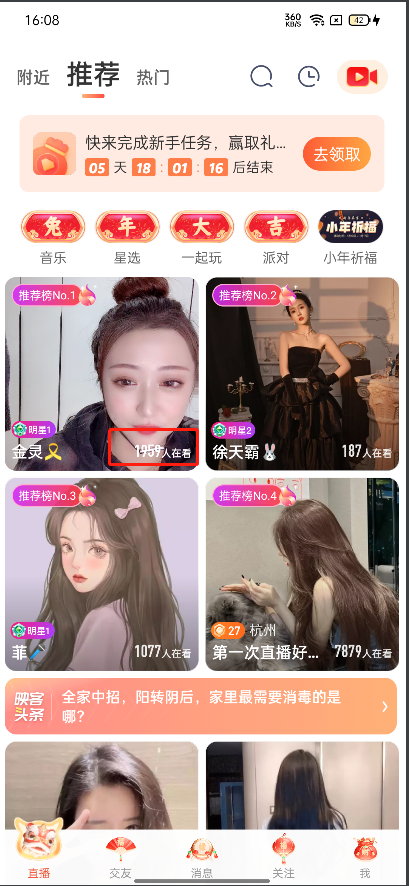 16:08
360 KB/S
42
附近 推荐 热门
快来完成新手任务，赢取礼...
05 天 18 : 01 : 16 后结束
去领取
兔 年 大 吉 小年祈福
音乐 星选 一起玩 派对 小年祈福
推荐榜No.1
明星1
金灵🎗️
1959人在看
推荐榜No.2
明星2
徐天霸🐰
187人在看
推荐榜No.3
明星1
菲
1077人在看
推荐榜No.4
27 杭州
第一次直播好...
7879人在看
映客
头条
全家中招，阳转阴后，家里最需要消毒的是
哪？
直播 交友 消息 关注 我